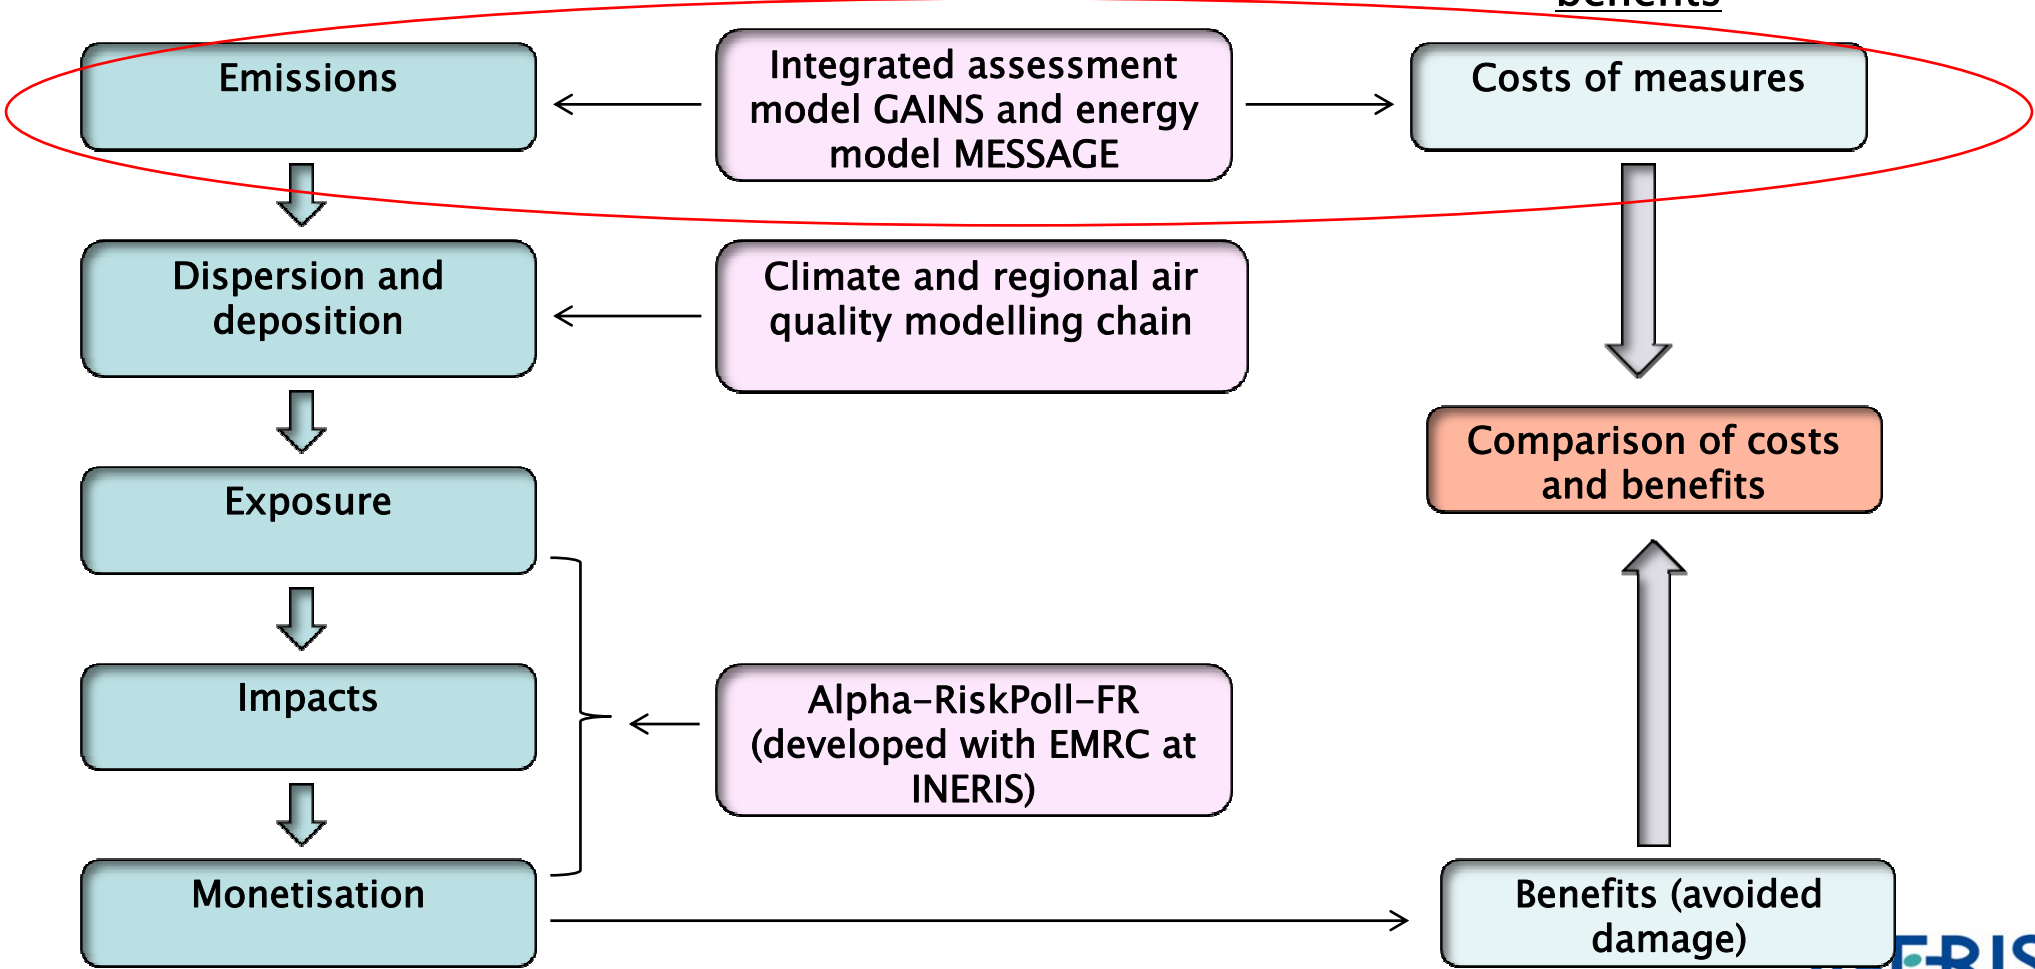 benefits
Emissions
Integrated assessment
model GAINS and energy
model MESSAGE
Costs of measures
Dispersion and
deposition
Climate and regional air
quality modelling chain
Comparison of costs
and benefits
Exposure
Impacts
Alpha–RiskPoll–FR
(developed with EMRC at
INERIS)
Monetisation
Benefits (avoided
damage)